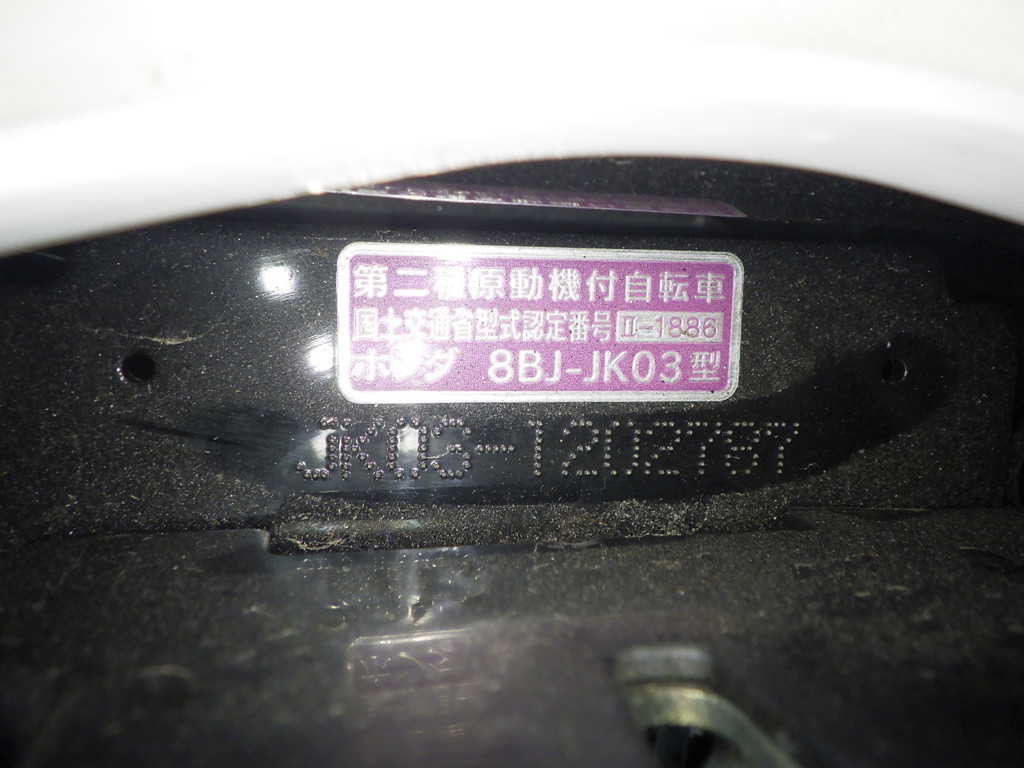 第二種原動機付自転車
国土交通省型式認定番号 Ⅱ-1886
ホンダ 8BJ-JK03型
JK03-1202787